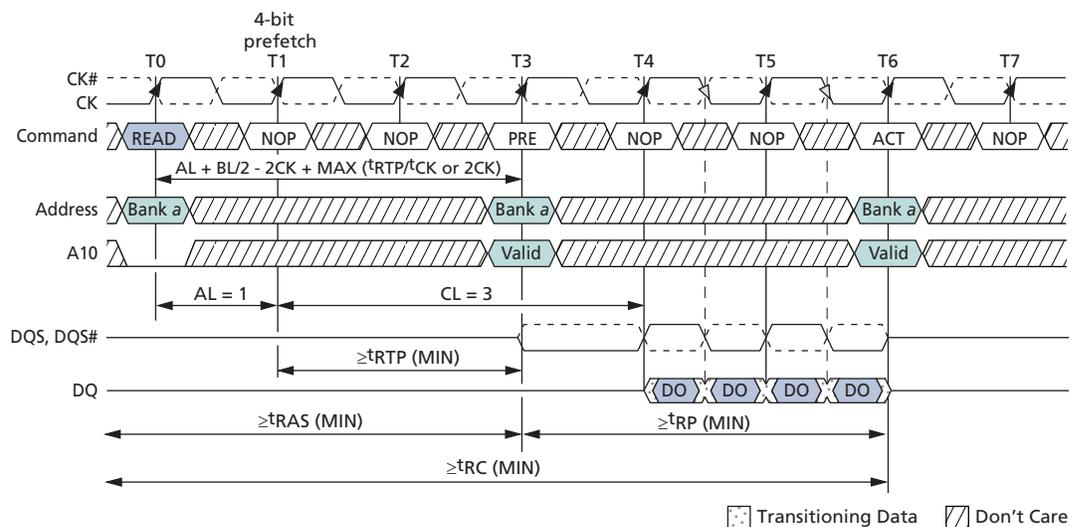 4-bit
prefetch
T0 T1 T2 T3 T4 T5 T6 T7
CK#
CK
Command READ NOP NOP PRE NOP NOP ACT NOP
AL + BL/2 - 2CK + MAX (tRTP/tCK or 2CK)
Address Bank a Bank a Bank a
A10 Valid Valid
AL = 1 CL = 3
DQS, DQS#
≥tRTP (MIN)
DQ DO DO DO DO
≥tRAS (MIN) ≥tRP (MIN)
≥tRC (MIN)
Transitioning Data Don't Care